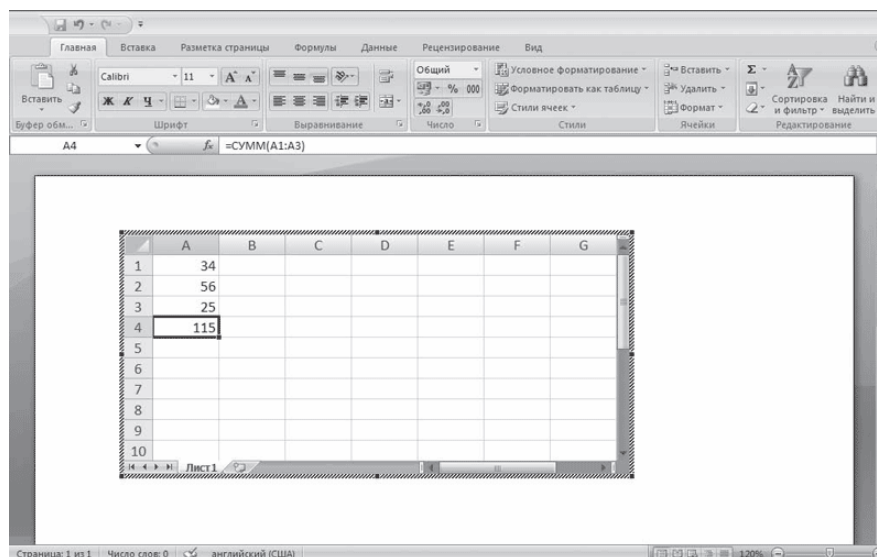 Главная Вставка Разметка страницы Формулы Данные Рецензирование Вид
Calibri 11 A A Общий Условное форматирование Вставить Σ
Вставить Ж К Ч A % 000 Форматировать как таблицу Удалить Сортировка Найти и
Стили ячеек Формат и фильтр выделить
Буфер обм... Шрифт Выравнивание Число Стили Ячейки Редактирование
A4 fx =СУММ(A1:A3)
A B C D E F G
1 34
2 56
3 25
4 115
5
6
7
8
9
10
Лист1
Страница: 1 из 1 Число слов: 0 английский (США) 120%